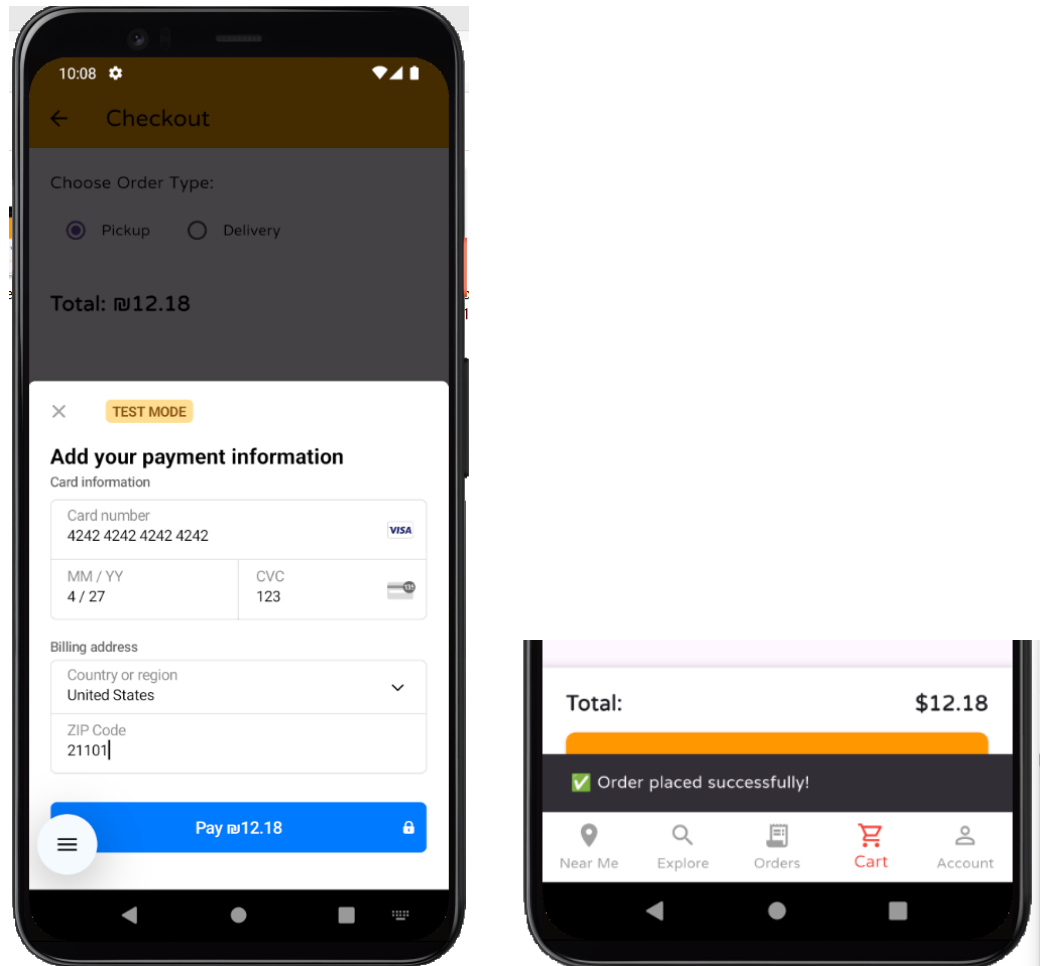 10:08
Checkout
Choose Order Type:
Pickup Delivery
Total: ₪12.18
TEST MODE
Add your payment information
Card information
Card number
4242 4242 4242 4242
VISA
MM / YY CVC
4 / 27 123
Billing address
Country or region
United States
ZIP Code
21101
Pay ₪12.18
Total: $12.18
✅ Order placed successfully!
Near Me Explore Orders Cart Account